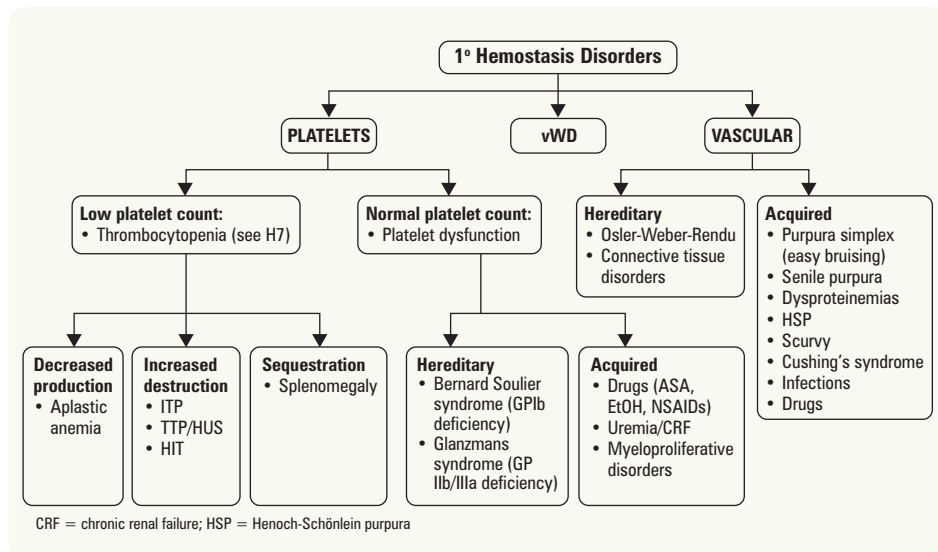 1º Hemostasis Disorders
PLATELETS
vWD
VASCULAR
Low platelet count:
• Thrombocytopenia (see H7)
Normal platelet count:
• Platelet dysfunction
Hereditary
• Osler-Weber-Rendu
• Connective tissue
disorders
Acquired
• Purpura simplex
(easy bruising)
• Senile purpura
• Dysproteinemias
• HSP
• Scurvy
• Cushing's syndrome
• Infections
• Drugs
Decreased
production
• Aplastic
anemia
Increased
destruction
• ITP
• TTP/HUS
• HIT
Sequestration
• Splenomegaly
Hereditary
• Bernard Soulier
syndrome (GPIb
deficiency)
• Glanzmans
syndrome (GP
IIb/IIIa deficiency)
Acquired
• Drugs (ASA,
EtOH, NSAIDs)
• Uremia/CRF
• Myeloproliferative
disorders
CRF = chronic renal failure; HSP = Henoch-Schönlein purpura